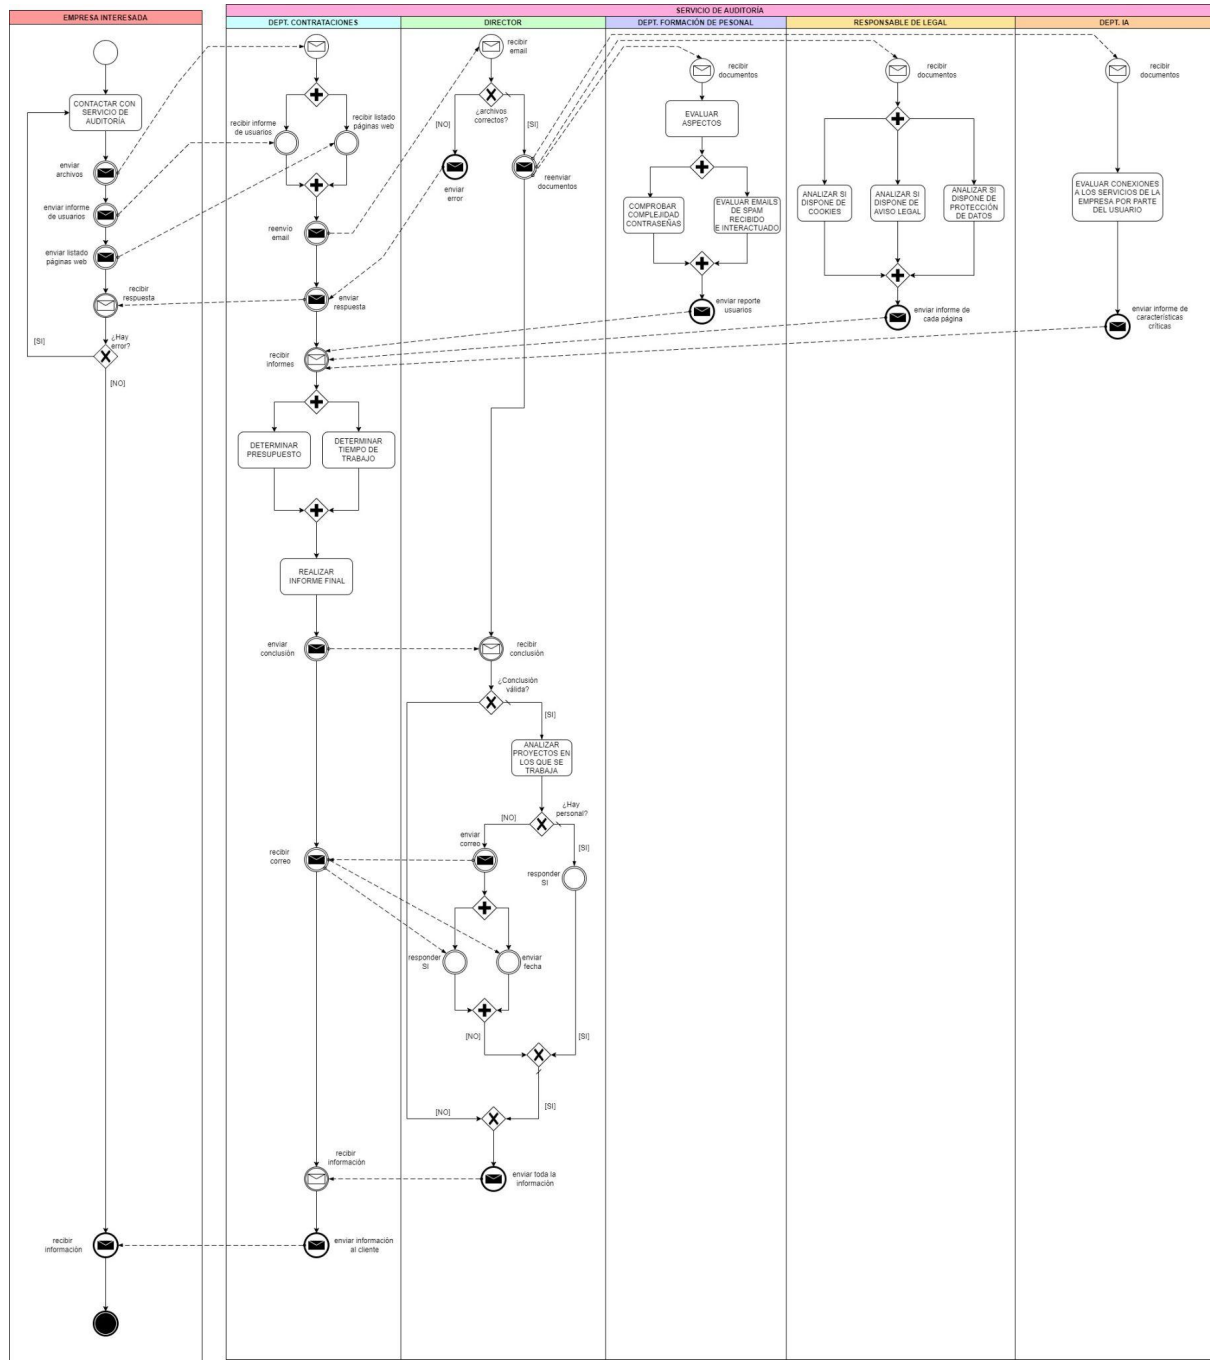 EMPRESA INTERESADA
SERVICIO DE AUDITORÍA
DEPT. CONTRATACIONES
DIRECTOR
DEPT. FORMACIÓN DE PESONAL
RESPONSABLE DE LEGAL
DEPT. IA
CONTACTAR CON
SERVICIO DE
AUDITORÍA
enviar
archivos
enviar informe
de usuarios
enviar listado
páginas web
recibir
respuesta
¿Hay
error?
[SI]
[NO]
recibir
información
recibir informe
de usuarios
recibir listado
páginas web
reenvío
email
enviar
respuesta
recibir
informes
DETERMINAR
PRESUPUESTO
DETERMINAR
TIEMPO DE
TRABAJO
REALIZAR
INFORME FINAL
enviar
conclusión
recibir
correo
recibir
información
enviar información
al cliente
recibir
email
¿archivos
correctos?
[NO]
[SI]
enviar
error
reenviar
documentos
recibir
conclusión
¿Conclusión
válida?
[SI]
ANALIZAR
PROYECTOS EN
LOS QUE SE
TRABAJA
¿Hay
personal?
[NO]
[SI]
enviar
correo
responder
SI
responder
SI
enviar
fecha
[NO]
[SI]
[NO]
[SI]
enviar toda la
información
recibir
documentos
EVALUAR
ASPECTOS
COMPROBAR
COMPLEJIDAD
CONTRASEÑAS
EVALUAR EMAILS
DE SPAM
RECIBIDO
E INTERACTUADO
enviar reporte
usuarios
recibir
documentos
ANALIZAR SI
DISPONE DE
COOKIES
ANALIZAR SI
DISPONE DE
AVISO LEGAL
ANALIZAR SI
DISPONE DE
PROTECCIÓN
DE DATOS
enviar informe de
cada página
recibir
documentos
EVALUAR CONEXIONES
A LOS SERVICIOS DE LA
EMPRESA POR PARTE
DEL USUARIO
enviar informe de
características
críticas